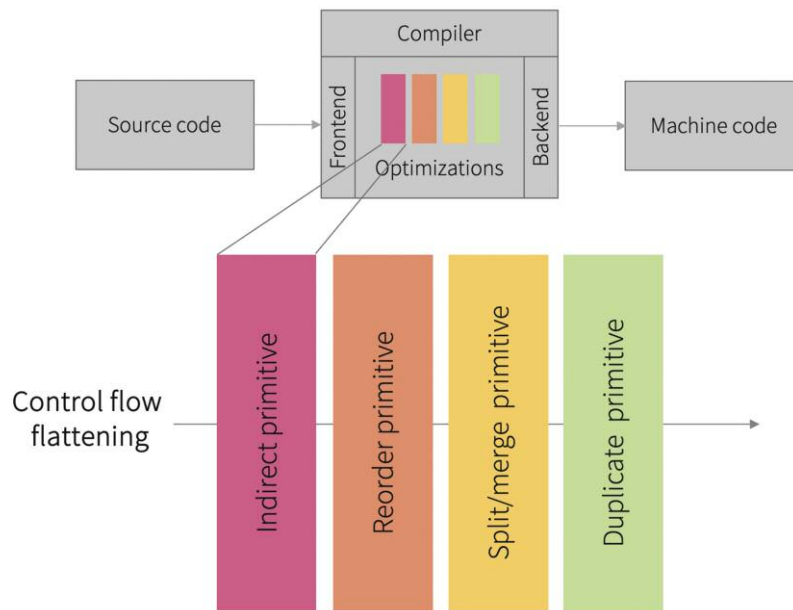 Compiler
Source code
Frontend
Optimizations
Backend
Machine code
Control flow
flattening
Indirect primitive
Reorder primitive
Split/merge primitive
Duplicate primitive